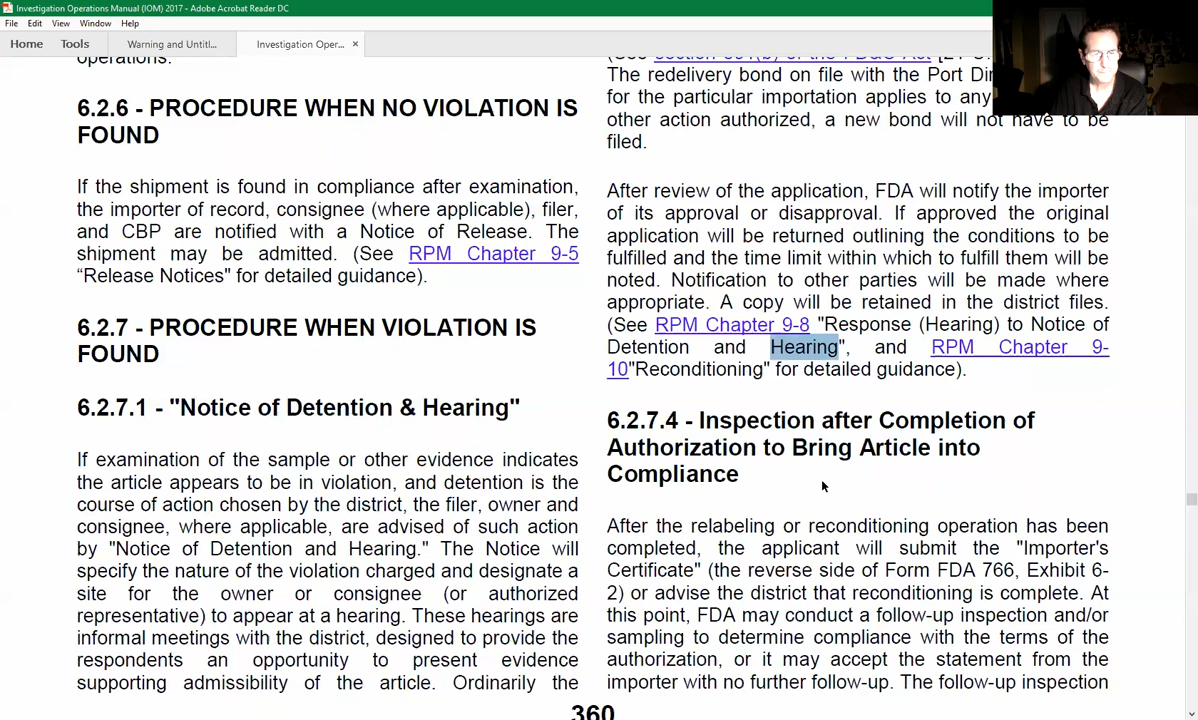 Investigation Operations Manual (IOM) 2017 - Adobe Acrobat Reader DC
File Edit View Window Help
Home Tools Warning and Untitl... Investigation Oper... ×
operations.
6.2.6 - PROCEDURE WHEN NO VIOLATION IS
FOUND
If the shipment is found in compliance after examination,
the importer of record, consignee (where applicable), filer,
and CBP are notified with a Notice of Release. The
shipment may be admitted. (See RPM Chapter 9-5
“Release Notices" for detailed guidance).
6.2.7 - PROCEDURE WHEN VIOLATION IS
FOUND
6.2.7.1 - "Notice of Detention & Hearing"
If examination of the sample or other evidence indicates
the article appears to be in violation, and detention is the
course of action chosen by the district, the filer, owner and
consignee, where applicable, are advised of such action
by "Notice of Detention and Hearing." The Notice will
specify the nature of the violation charged and designate a
site for the owner or consignee (or authorized
representative) to appear at a hearing. These hearings are
informal meetings with the district, designed to provide the
respondents an opportunity to present evidence
supporting admissibility of the article. Ordinarily the
The redelivery bond on file with the Port Di
for the particular importation applies to any
other action authorized, a new bond will not have to be
filed.
After review of the application, FDA will notify the importer
of its approval or disapproval. If approved the original
application will be returned outlining the conditions to be
fulfilled and the time limit within which to fulfill them will be
noted. Notification to other parties will be made where
appropriate. A copy will be retained in the district files.
(See RPM Chapter 9-8 "Response (Hearing) to Notice of
Detention and Hearing", and RPM Chapter 9-
10"Reconditioning" for detailed guidance).
6.2.7.4 - Inspection after Completion of
Authorization to Bring Article into
Compliance
After the relabeling or reconditioning operation has been
completed, the applicant will submit the "Importer's
Certificate" (the reverse side of Form FDA 766, Exhibit 6-
2) or advise the district that reconditioning is complete. At
this point, FDA may conduct a follow-up inspection and/or
sampling to determine compliance with the terms of the
authorization, or it may accept the statement from the
importer with no further follow-up. The follow-up inspection
360